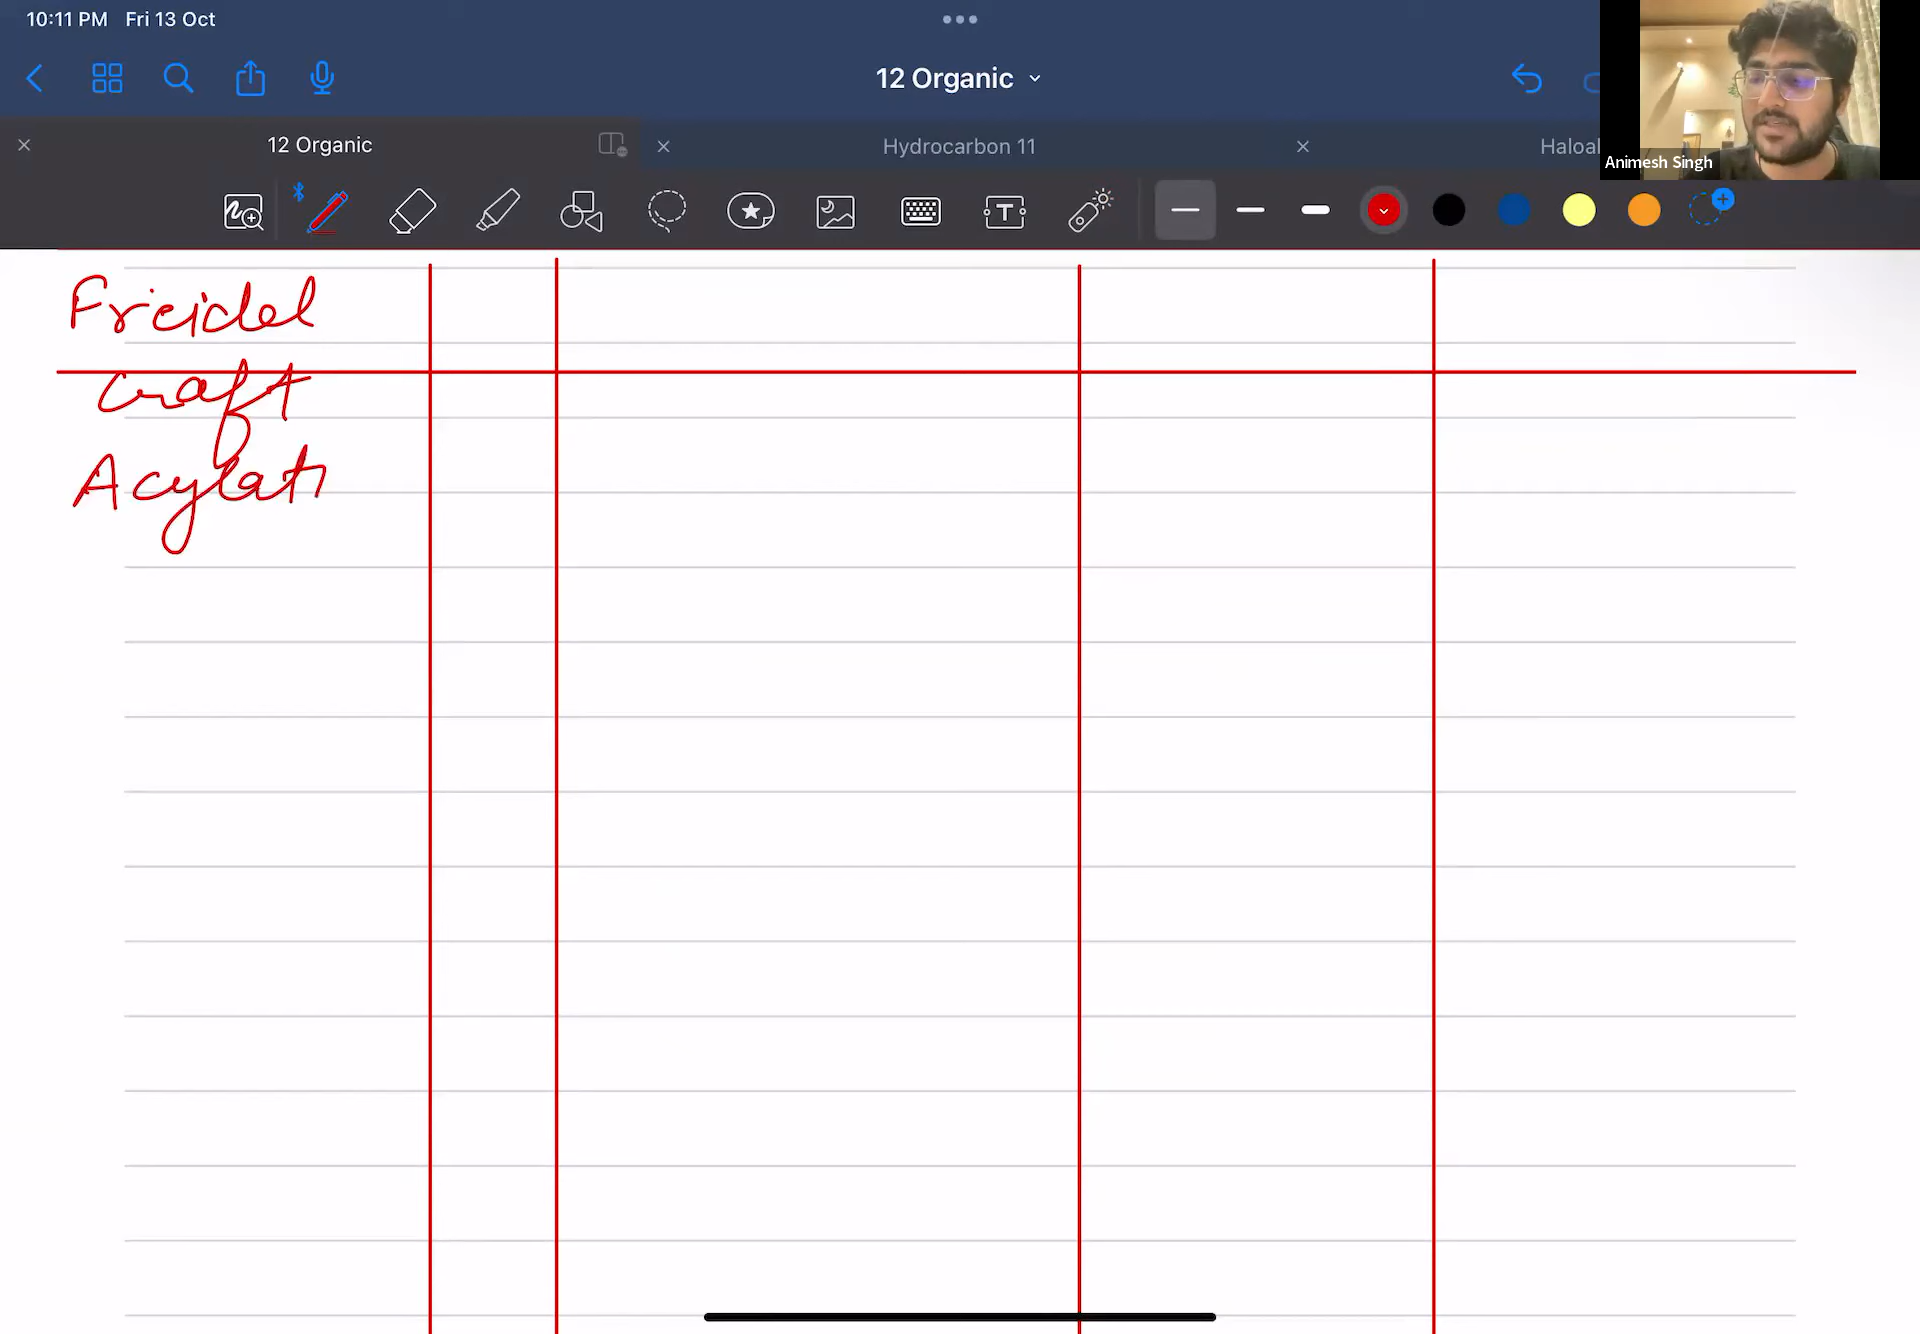 10:11 PM Fri 13 Oct
12 Organic
12 Organic
Hydrocarbon 11
Haloal
Animesh Singh
T
Freidel
Craft
Acylati